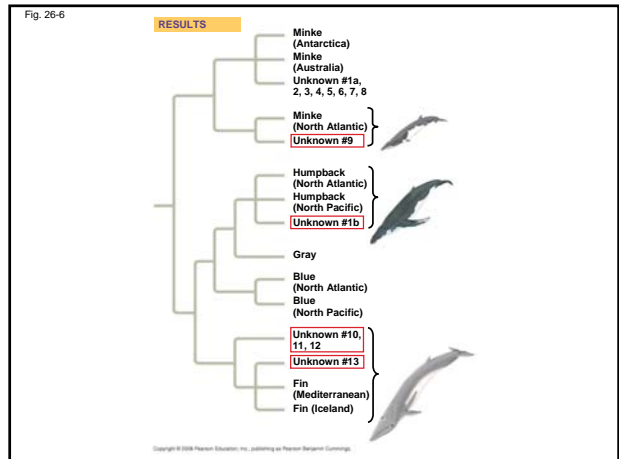 Fig. 26-6
RESULTS
Minke
(Antarctica)
Minke
(Australia)
Unknown #1a,
2, 3, 4, 5, 6, 7, 8
Minke
(North Atlantic)
Unknown #9
Humpback
(North Atlantic)
Humpback
(North Pacific)
Unknown #1b
Gray
Blue
(North Atlantic)
Blue
(North Pacific)
Unknown #10,
11, 12
Unknown #13
Fin
(Mediterranean)
Fin (Iceland)
Copyright © 2008 Pearson Education, Inc., publishing as Pearson Benjamin Cummings.